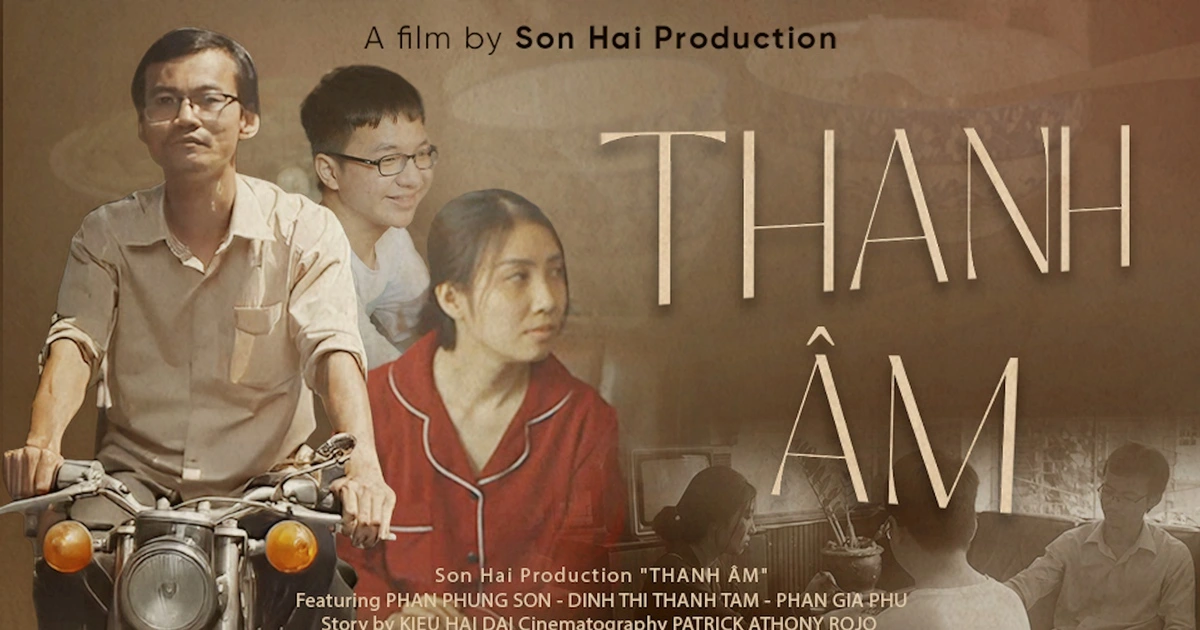 A film by Son Hai Production
THANH
ÂM
Son Hai Production "THANH ÂM"
Featuring PHAN PHUNG SON - DINH THI THANH TAM - PHAN GIA PHU
Story by KIEU HAI DAI Cinematography PATRICK ATHONY ROJO